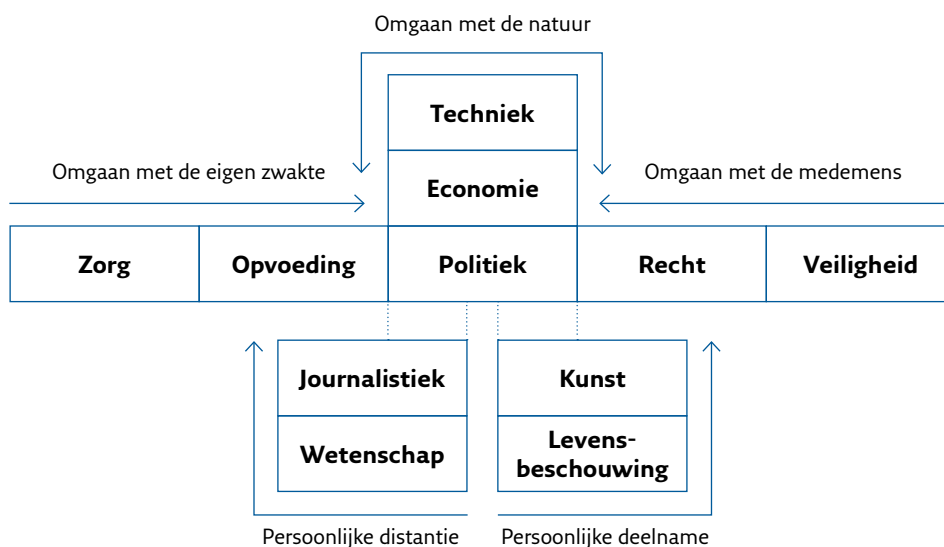 Omgaan met de natuur
Techniek
Omgaan met de eigen zwakte
Economie
Omgaan met de medemens
Zorg
Opvoeding
Politiek
Recht
Veiligheid
Journalistiek
Kunst
Wetenschap
Levens-
beschouwing
Persoonlijke distantie
Persoonlijke deelname